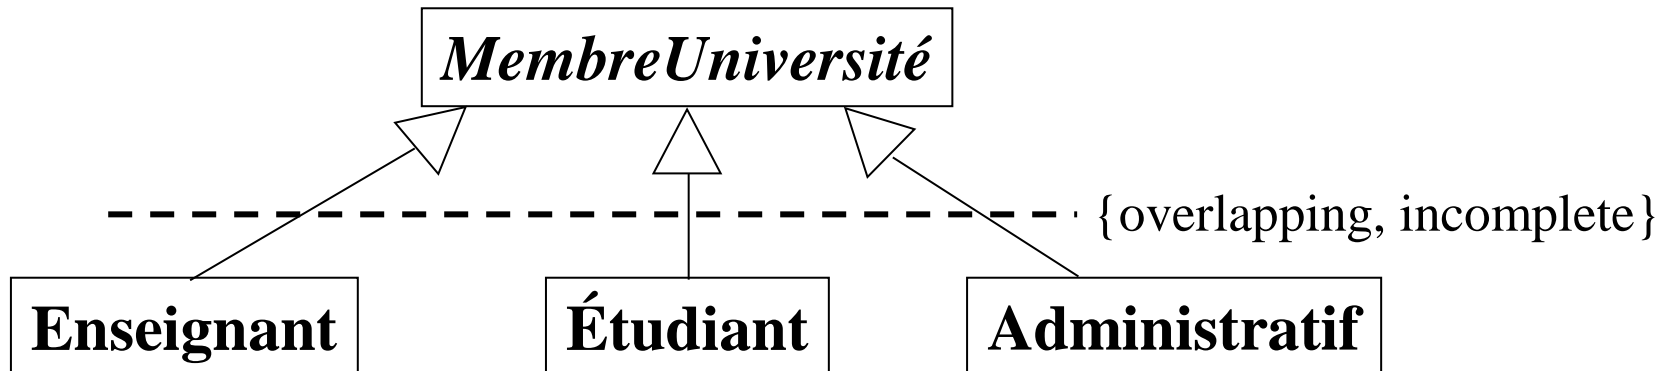 MembreUniversité
{overlapping, incomplete}
Enseignant
Étudiant
Administratif